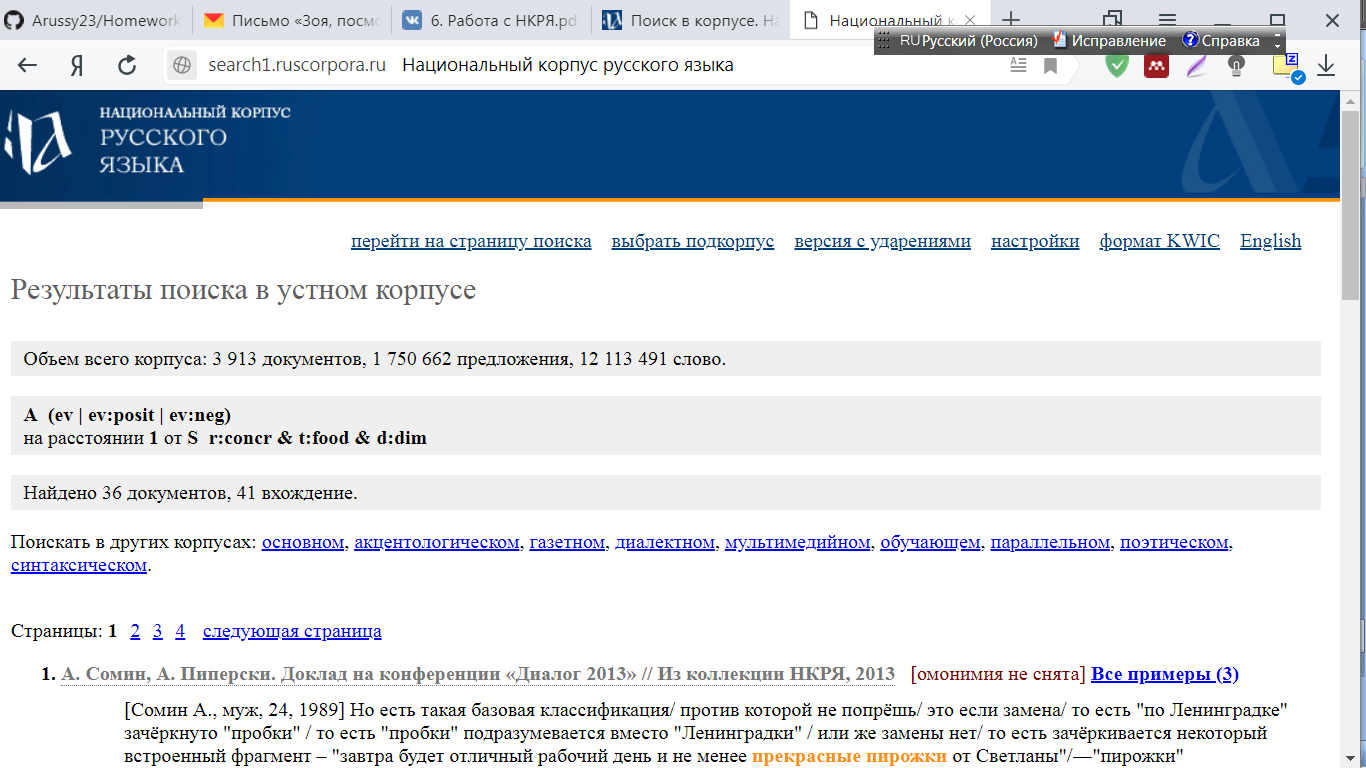 Arussy23/Homework
Письмо «Зоя, посмо
6. Работа с НКРЯ.pd
Поиск в корпусе. На
Национальный к
RU Русский (Россия) Исправление Справка
Я search1.ruscorpora.ru Национальный корпус русского языка
НАЦИОНАЛЬНЫЙ КОРПУС
РУССКОГО
ЯЗЫКА
перейти на страницу поиска выбрать подкорпус версия с ударениями настройки формат KWIC English
Результаты поиска в устном корпусе
Объем всего корпуса: 3 913 документов, 1 750 662 предложения, 12 113 491 слово.
A (ev | ev:posit | ev:neg)
на расстоянии 1 от S r:concr & t:food & d:dim
Найдено 36 документов, 41 вхождение.
Поискать в других корпусах: основном, акцентологическом, газетном, диалектном, мультимедийном, обучающем, параллельном, поэтическом,
синтаксическом.
Страницы: 1 2 3 4 следующая страница
1. А. Сомин, А. Пиперски. Доклад на конференции «Диалог 2013» // Из коллекции НКРЯ, 2013 [омонимия не снята] Все примеры (3)
[Сомин А., муж, 24, 1989] Но есть такая базовая классификация/ против которой не попрёшь/ это если замена/ то есть "по Ленинградке"
зачёркнуто "пробки" / то есть "пробки" подразумевается вместо "Ленинградки" / или же замены нет/ то есть зачёркивается некоторый
встроенный фрагмент – "завтра будет отличный рабочий день и не менее прекрасные пирожки от Светланы"/—"пирожки"